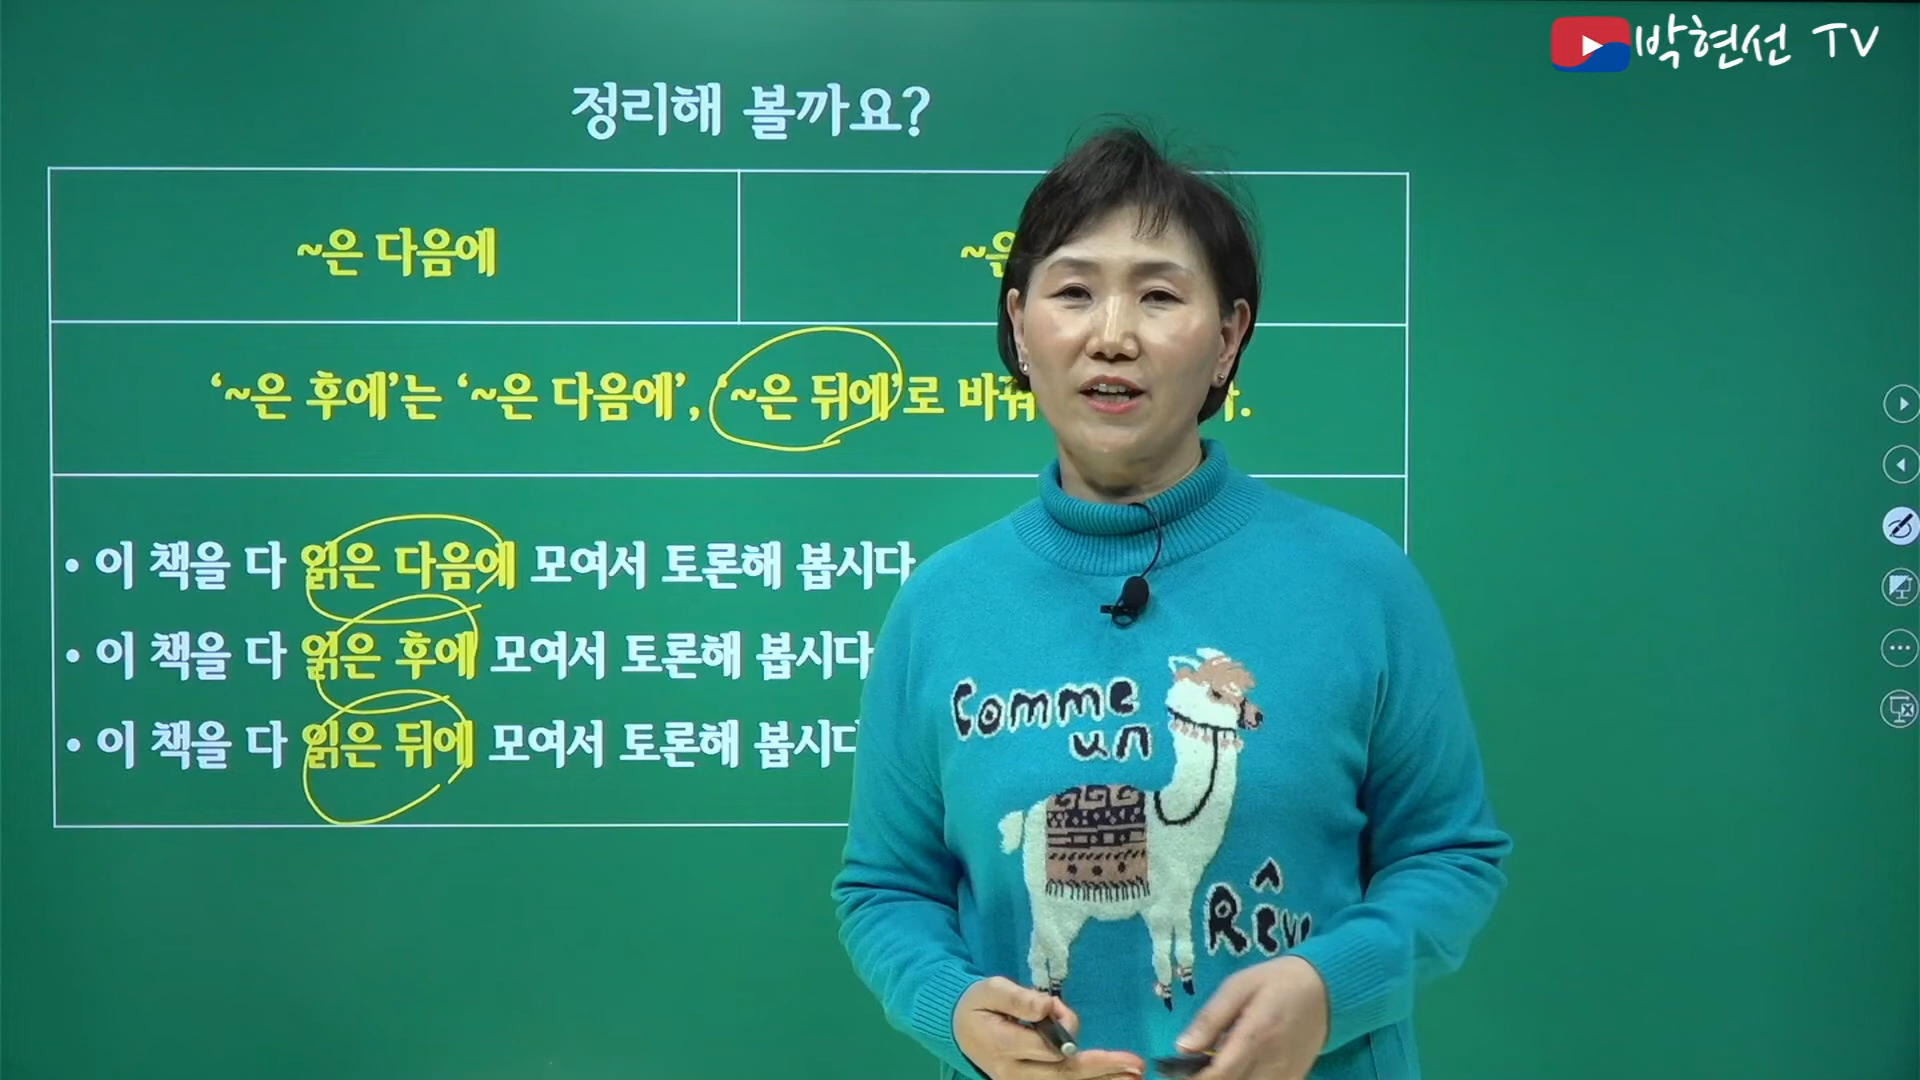 박현선 TV
정리해 볼까요?
~은 다음에
~은
‘~은 후에’는 ‘~은 다음에’, ‘~은 뒤에’로
• 이 책을 다 읽은 다음에 모여서 토론해 봅시다
• 이 책을 다 읽은 후에 모여서 토론해 봅시다
• 이 책을 다 읽은 뒤에 모여서 토론해 봅시다
Comme
un
Rêve